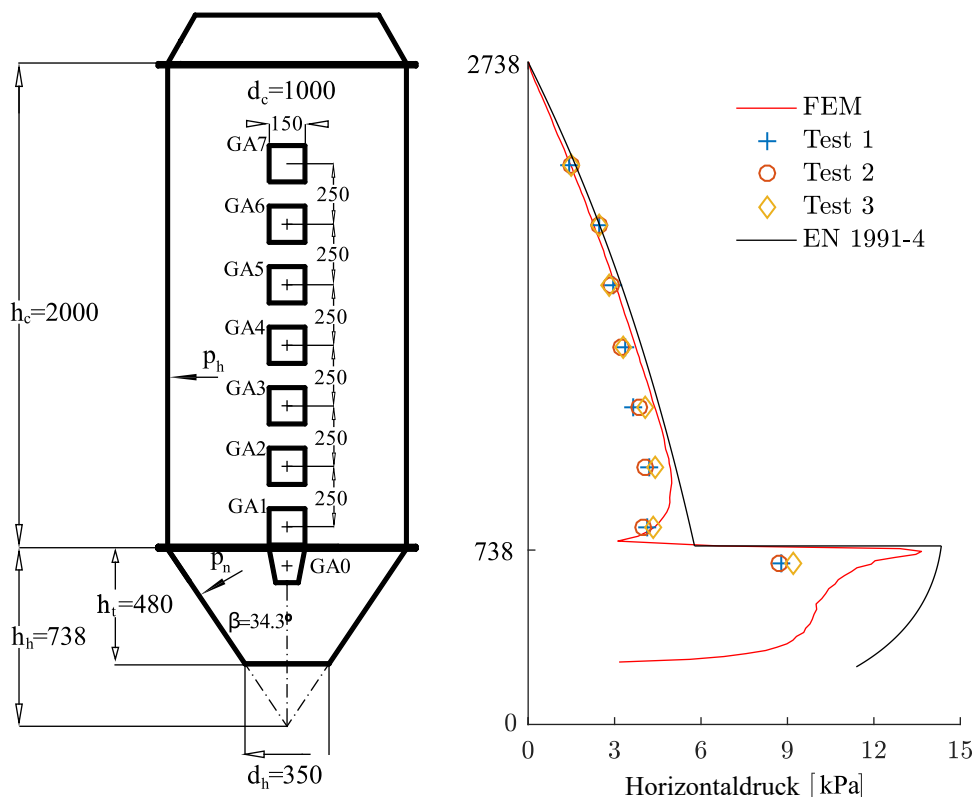 d_c=1000
150
GA7
250
GA6
250
GA5
250
GA4
250
GA3
250
GA2
250
GA1
GA0
h_c=2000
p_h
p_n
h_t=480
h_h=738
β=34.3°
d_h=350
2738
738
0
0 3 6 9 12 15
Horizontaldruck [kPa]
FEM
Test 1
Test 2
Test 3
EN 1991-4